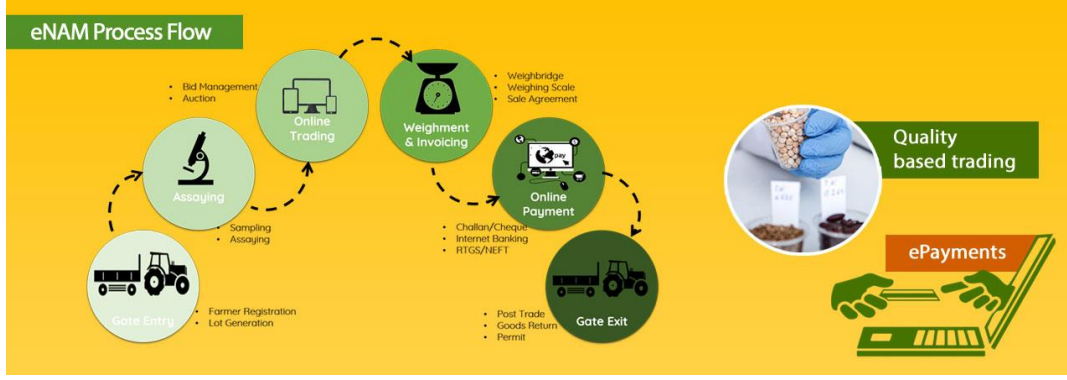 eNAM Process Flow
Gate Entry
• Farmer Registration
• Lot Generation
Assaying
• Sampling
• Assaying
Online
Trading
• Bid Management
• Auction
Weighment
& Invoicing
• Weighbridge
• Weighing Scale
• Sale Agreement
pay
Online
Payment
• Challan/Cheque
• Internet Banking
• RTGS/NEFT
Gate Exit
• Post Trade
• Goods Return
• Permit
Quality
based trading
ePayments